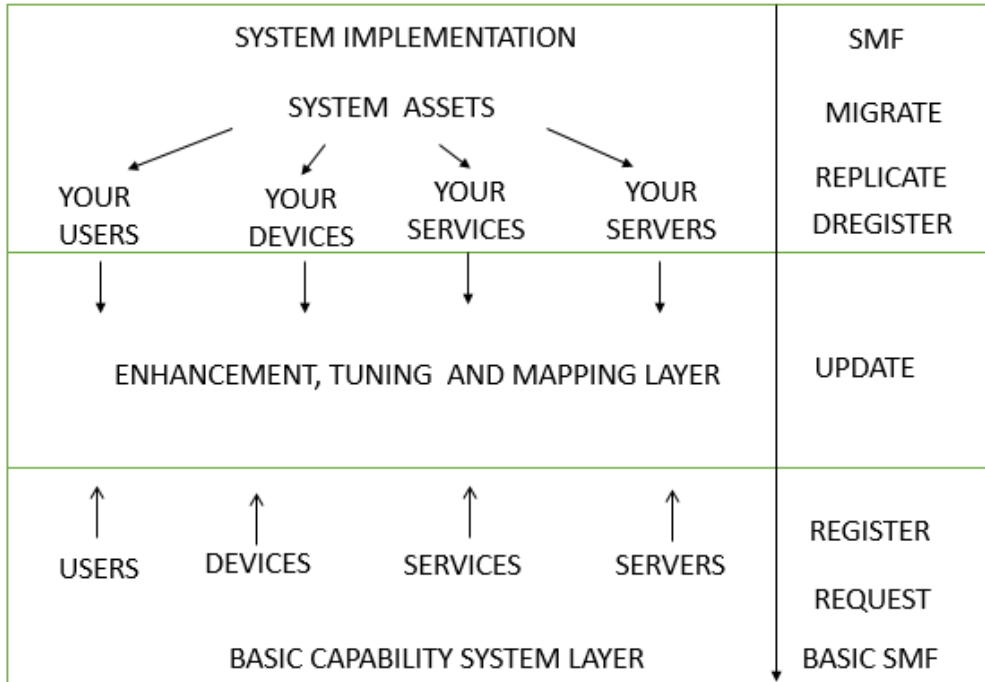 SYSTEM IMPLEMENTATION
SMF
SYSTEM ASSETS
MIGRATE
YOUR
USERS
YOUR
DEVICES
YOUR
SERVICES
YOUR
SERVERS
REPLICATE
DREGISTER
ENHANCEMENT, TUNING AND MAPPING LAYER
UPDATE
USERS
DEVICES
SERVICES
SERVERS
REGISTER
REQUEST
BASIC CAPABILITY SYSTEM LAYER
BASIC SMF